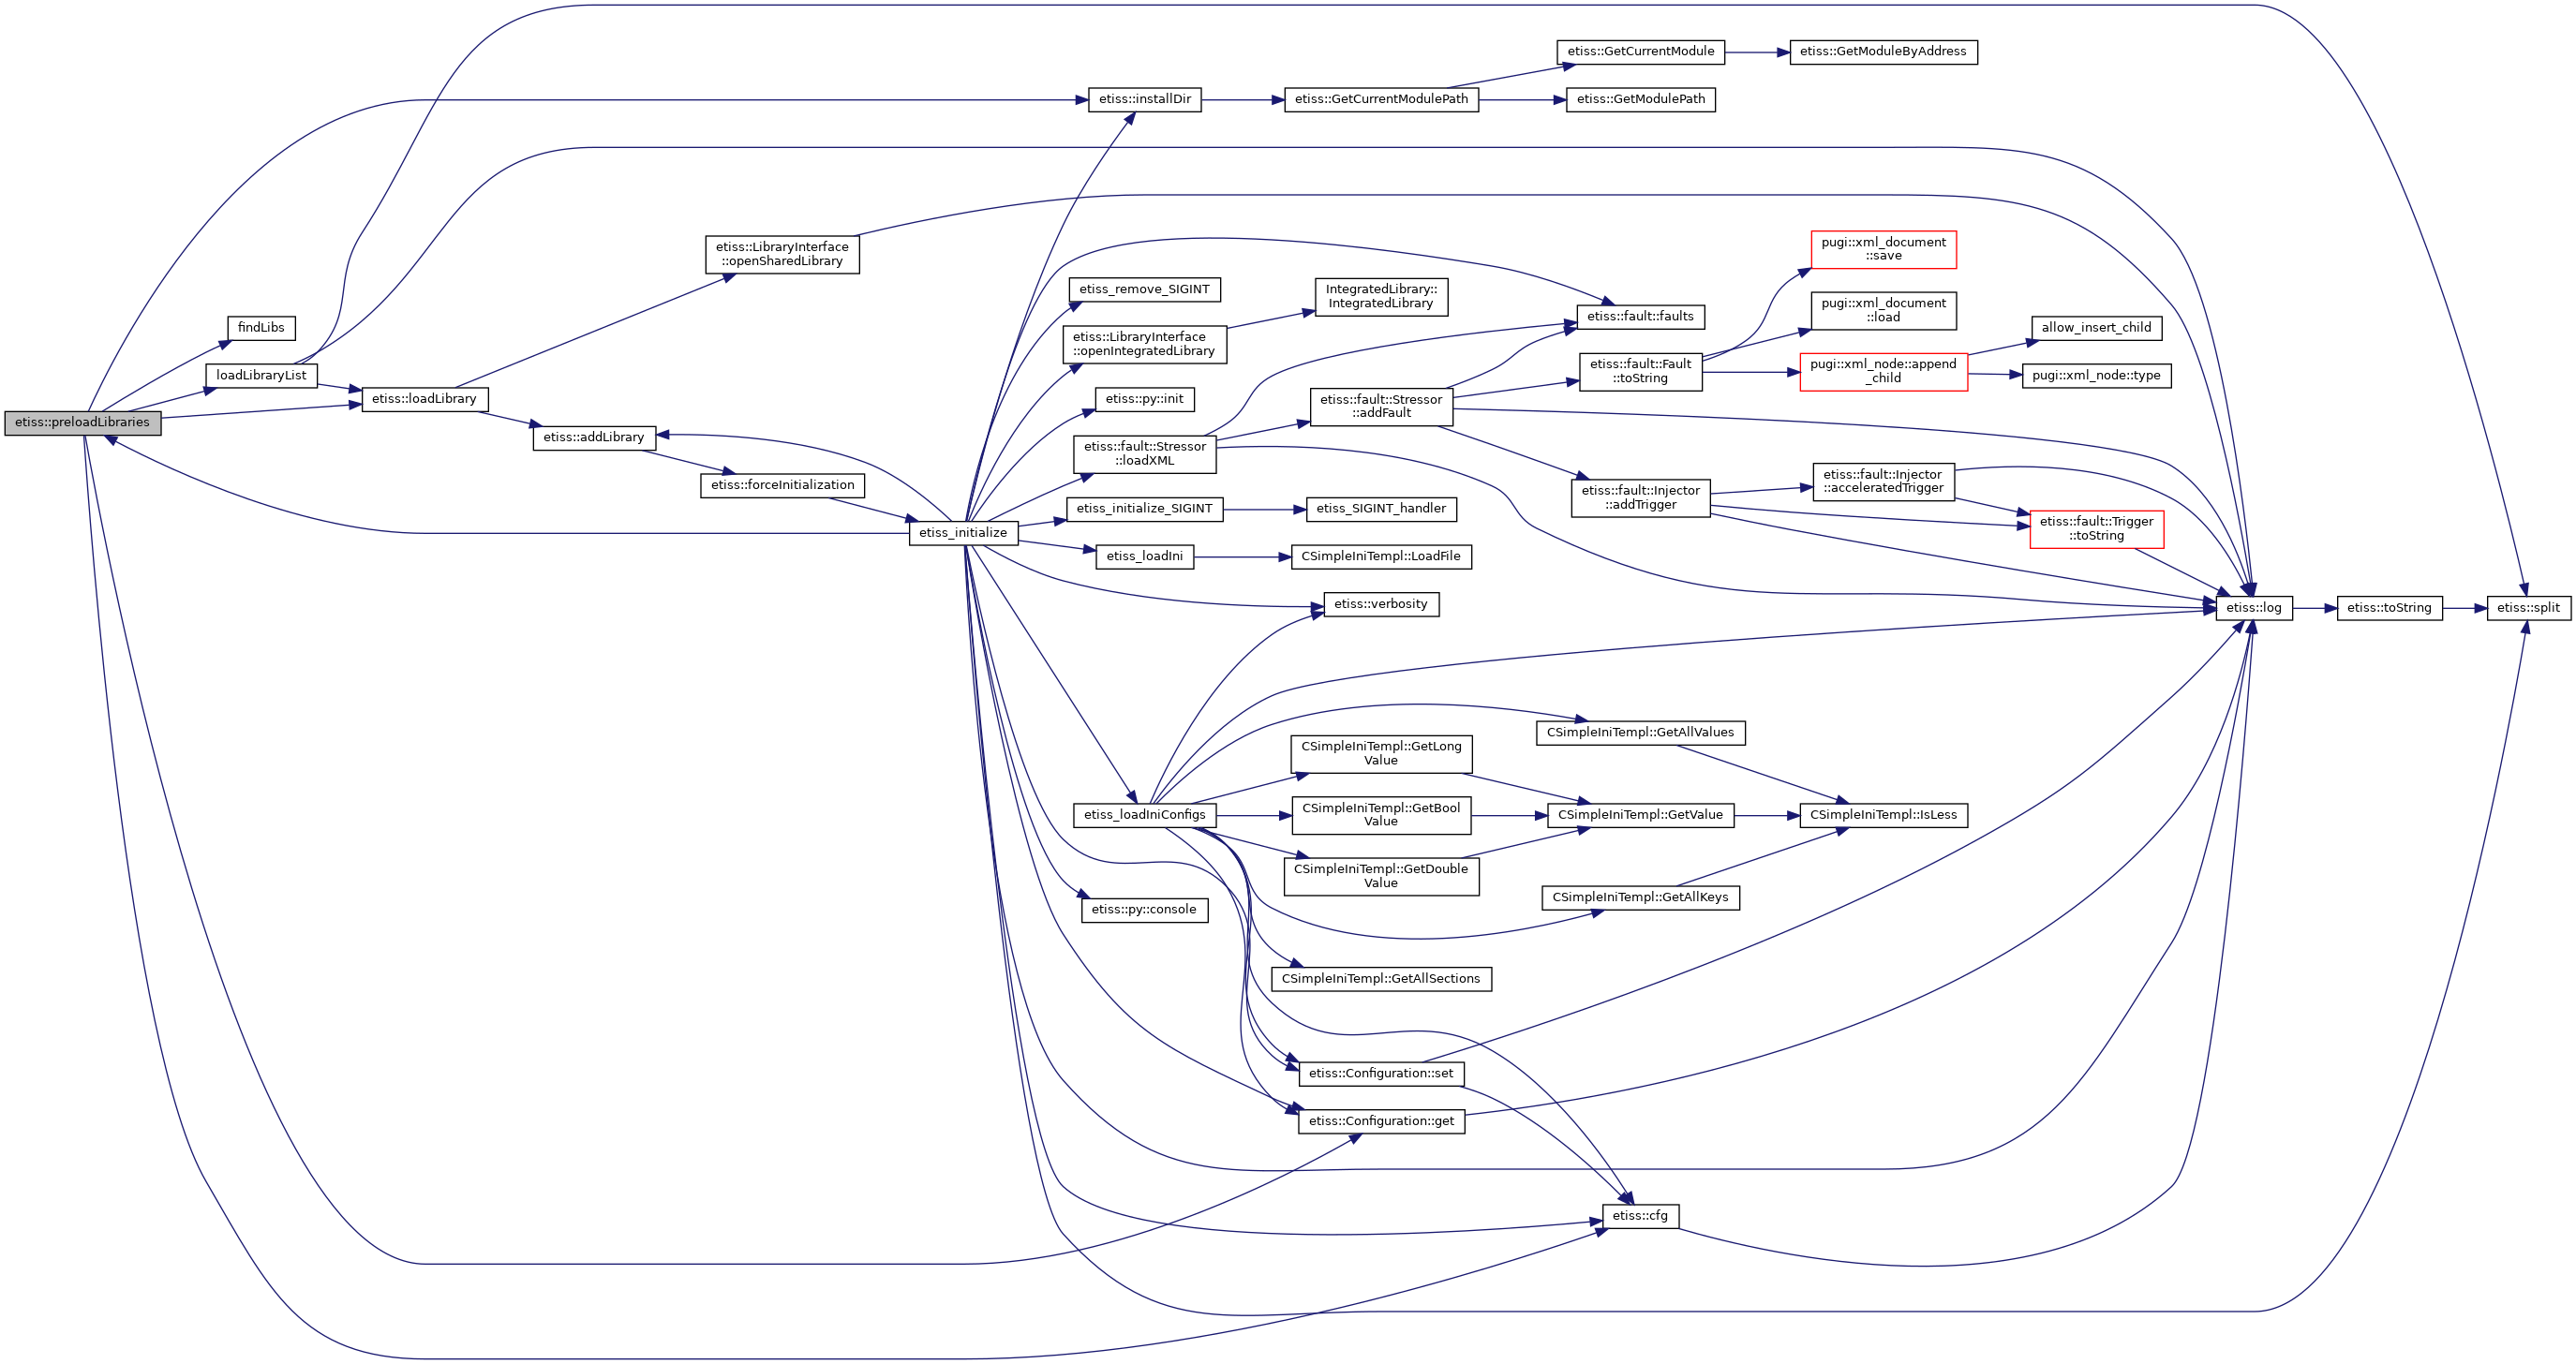 etiss::preloadLibraries
findLibs
loadLibraryList
etiss::loadLibrary
etiss::LibraryInterface
::openSharedLibrary
etiss::addLibrary
etiss::forceInitialization
etiss_initialize
etiss::installDir
etiss::GetCurrentModulePath
etiss::GetCurrentModule
etiss::GetModuleByAddress
etiss::GetModulePath
etiss_remove_SIGINT
etiss::LibraryInterface
::openIntegratedLibrary
IntegratedLibrary::
IntegratedLibrary
etiss::py::init
etiss::fault::Stressor
::loadXML
etiss_initialize_SIGINT
etiss_SIGINT_handler
etiss_loadIni
CSimpleIniTempl::LoadFile
etiss::verbosity
etiss::fault::faults
etiss::fault::Stressor
::addFault
etiss::fault::Fault
::toString
pugi::xml_document
::save
pugi::xml_document
::load
pugi::xml_node::append
_child
allow_insert_child
pugi::xml_node::type
etiss::fault::Injector
::addTrigger
etiss::fault::Injector
::acceleratedTrigger
etiss::fault::Trigger
::toString
etiss::log
etiss::toString
etiss::split
etiss_loadIniConfigs
CSimpleIniTempl::GetAllValues
CSimpleIniTempl::GetLong
Value
CSimpleIniTempl::GetBool
Value
CSimpleIniTempl::GetDouble
Value
CSimpleIniTempl::GetValue
CSimpleIniTempl::IsLess
CSimpleIniTempl::GetAllKeys
etiss::py::console
CSimpleIniTempl::GetAllSections
etiss::Configuration::set
etiss::Configuration::get
etiss::cfg